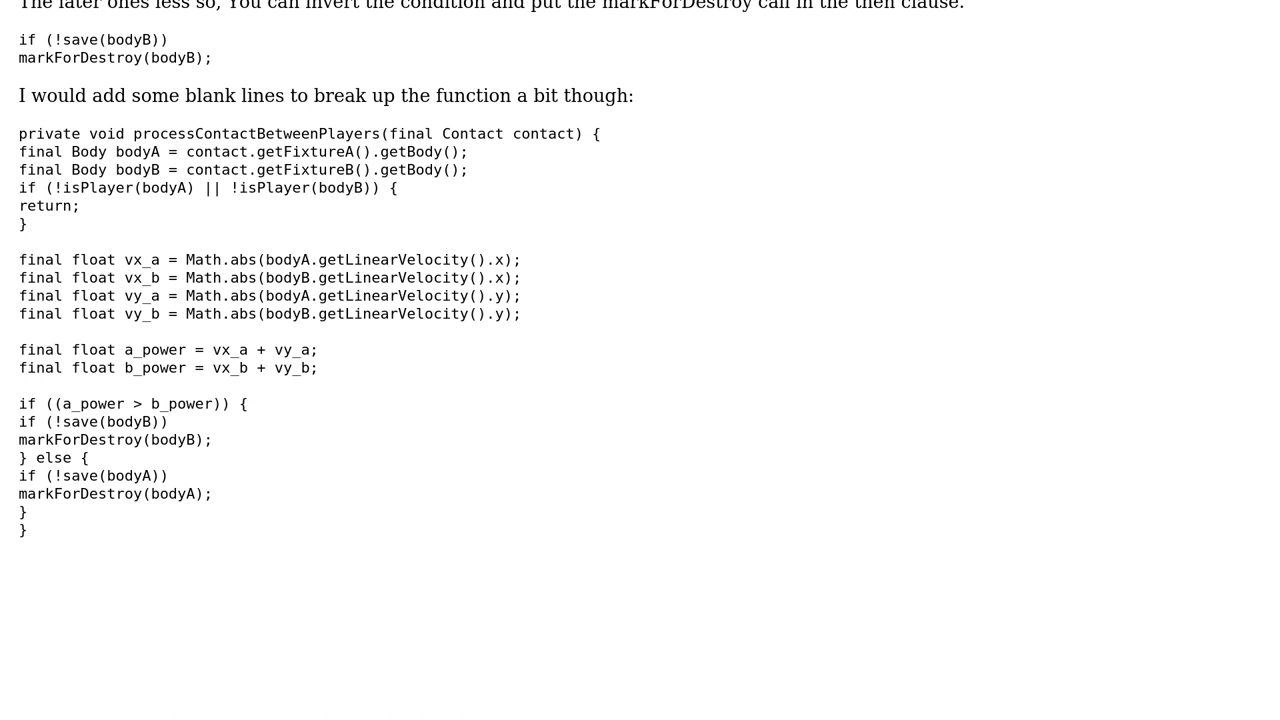 The later ones less so, You can invert the condition and put the markForDestroy call in the then clause.
if (!save(bodyB))
markForDestroy(bodyB);
I would add some blank lines to break up the function a bit though:
private void processContactBetweenPlayers(final Contact contact) {
final Body bodyA = contact.getFixtureA().getBody();
final Body bodyB = contact.getFixtureB().getBody();
if (!isPlayer(bodyA) || !isPlayer(bodyB)) {
return;
}
final float vx_a = Math.abs(bodyA.getLinearVelocity().x);
final float vx_b = Math.abs(bodyB.getLinearVelocity().x);
final float vy_a = Math.abs(bodyA.getLinearVelocity().y);
final float vy_b = Math.abs(bodyB.getLinearVelocity().y);
final float a_power = vx_a + vy_a;
final float b_power = vx_b + vy_b;
if ((a_power > b_power)) {
if (!save(bodyB))
markForDestroy(bodyB);
} else {
if (!save(bodyA))
markForDestroy(bodyA);
}
}